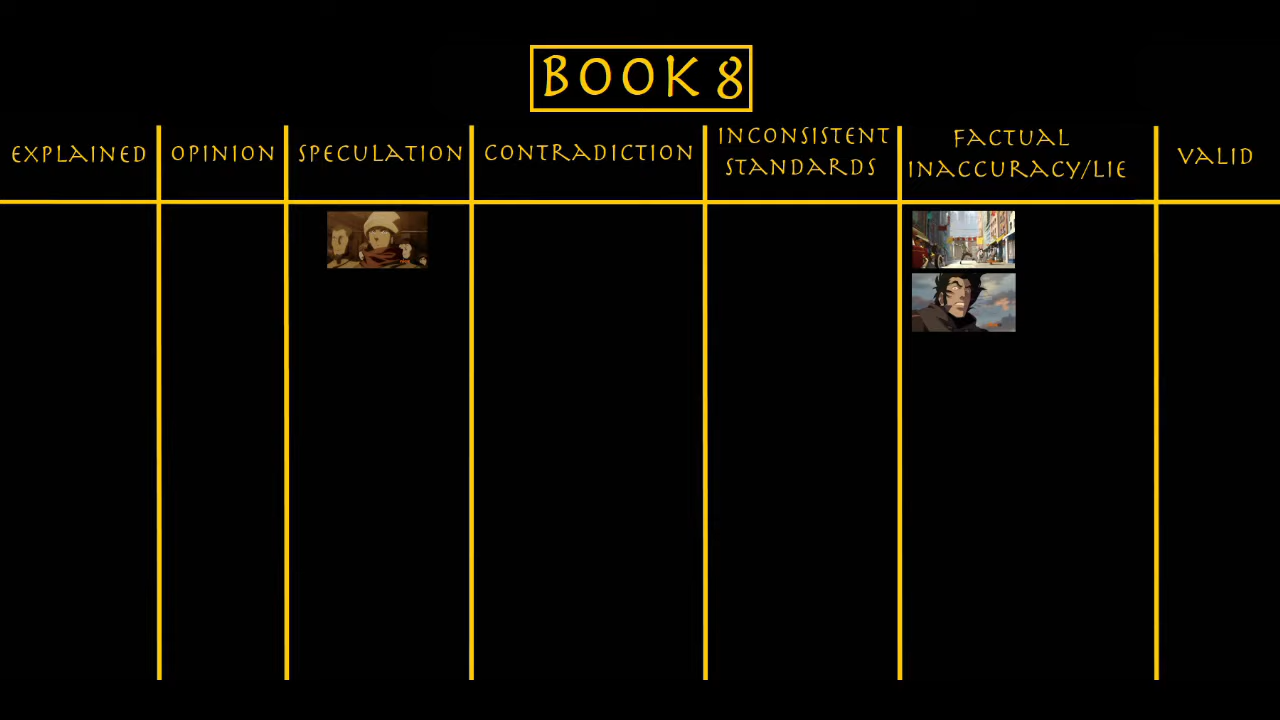 BOOK 8
EXPLAINED
OPINION
SPECULATION
CONTRADICTION
INCONSISTENT
STANDARDS
FACTUAL
INACCURACY/LIE
VALID